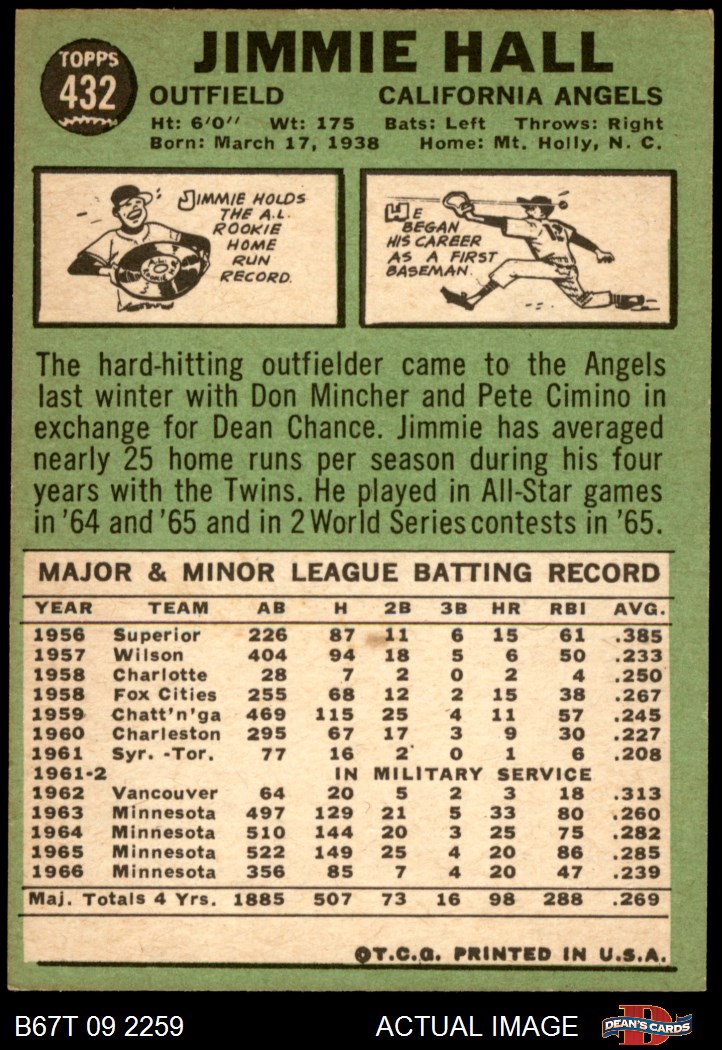 TOPPS
432
JIMMIE HALL
OUTFIELD CALIFORNIA ANGELS
Ht: 6'0" Wt: 175 Bats: Left Throws: Right
Born: March 17, 1938 Home: Mt. Holly, N. C.
JIMMIE HOLDS
THE A.L.
ROOKIE
HOME
RUN
RECORD.
WE
BEGAN
HIS CAREER
AS A FIRST
BASEMAN.
The hard-hitting outfielder came to the Angels
last winter with Don Mincher and Pete Cimino in
exchange for Dean Chance. Jimmie has averaged
nearly 25 home runs per season during his four
years with the Twins. He played in All-Star games
in '64 and '65 and in 2 World Series contests in '65.
MAJOR & MINOR LEAGUE BATTING RECORD
YEAR TEAM AB H 2B 3B HR RBI AVG.
1956 Superior 226 87 11 6 15 61 .385
1957 Wilson 404 94 18 5 6 50 .233
1958 Charlotte 28 7 2 0 2 4 .250
1958 Fox Cities 255 68 12 2 15 38 .267
1959 Chatt'n'ga 469 115 25 4 11 57 .245
1960 Charleston 295 67 17 3 9 30 .227
1961 Syr. -Tor. 77 16 2 0 1 6 .208
1961-2 IN MILITARY SERVICE
1962 Vancouver 64 20 5 2 3 18 .313
1963 Minnesota 497 129 21 5 33 80 .260
1964 Minnesota 510 144 20 3 25 75 .282
1965 Minnesota 522 149 25 4 20 86 .285
1966 Minnesota 356 85 7 4 20 47 .239
Maj. Totals 4 Yrs. 1885 507 73 16 98 288 .269
©T.C.G. PRINTED IN U.S.A.
B67T 09 2259 ACTUAL IMAGE DEAN'S CARDS